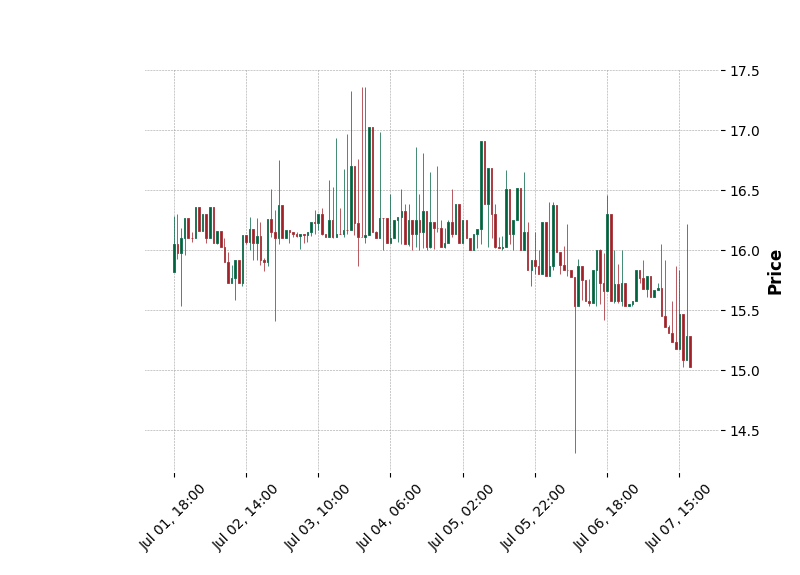 17.5
17.0
16.5
16.0
15.5
15.0
14.5
Price
Jul 01, 18:00
Jul 02, 14:00
Jul 03, 10:00
Jul 04, 06:00
Jul 05, 02:00
Jul 05, 22:00
Jul 06, 18:00
Jul 07, 15:00